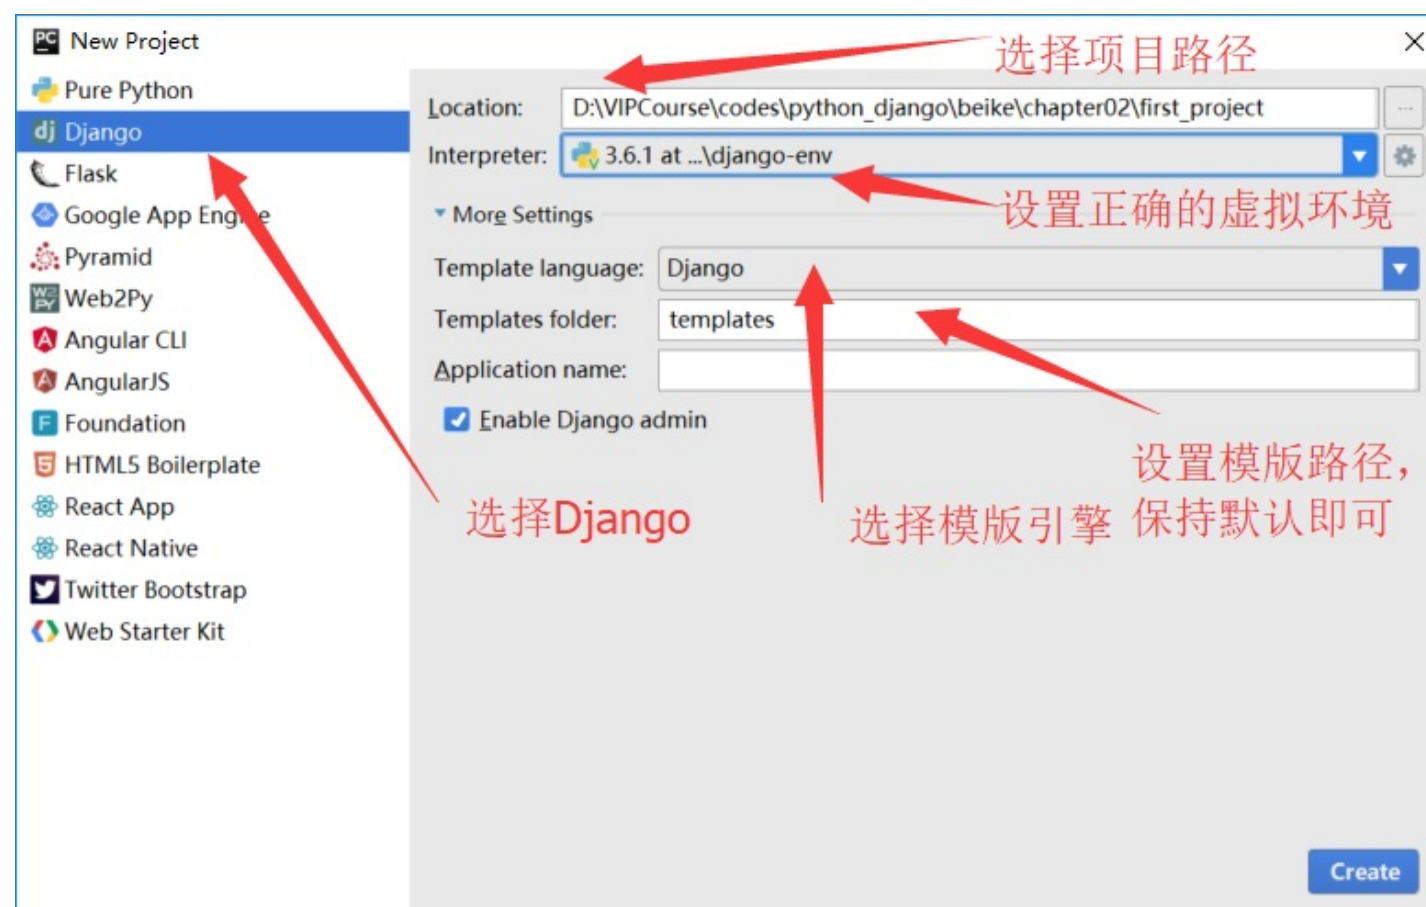 New Project
选择项目路径
Pure Python
Django
Flask
Google App Engine
Pyramid
Web2Py
Angular CLI
AngularJS
Foundation
HTML5 Boilerplate
React App
React Native
Twitter Bootstrap
Web Starter Kit
Location: D:\VIPCourse\codes\python_django\beike\chapter02\first_project
Interpreter: 3.6.1 at ...\django-env
设置正确的虚拟环境
More Settings
Template language: Django
Templates folder: templates
Application name:
Enable Django admin
选择Django
选择模版引擎
设置模版路径，
保持默认即可
Create